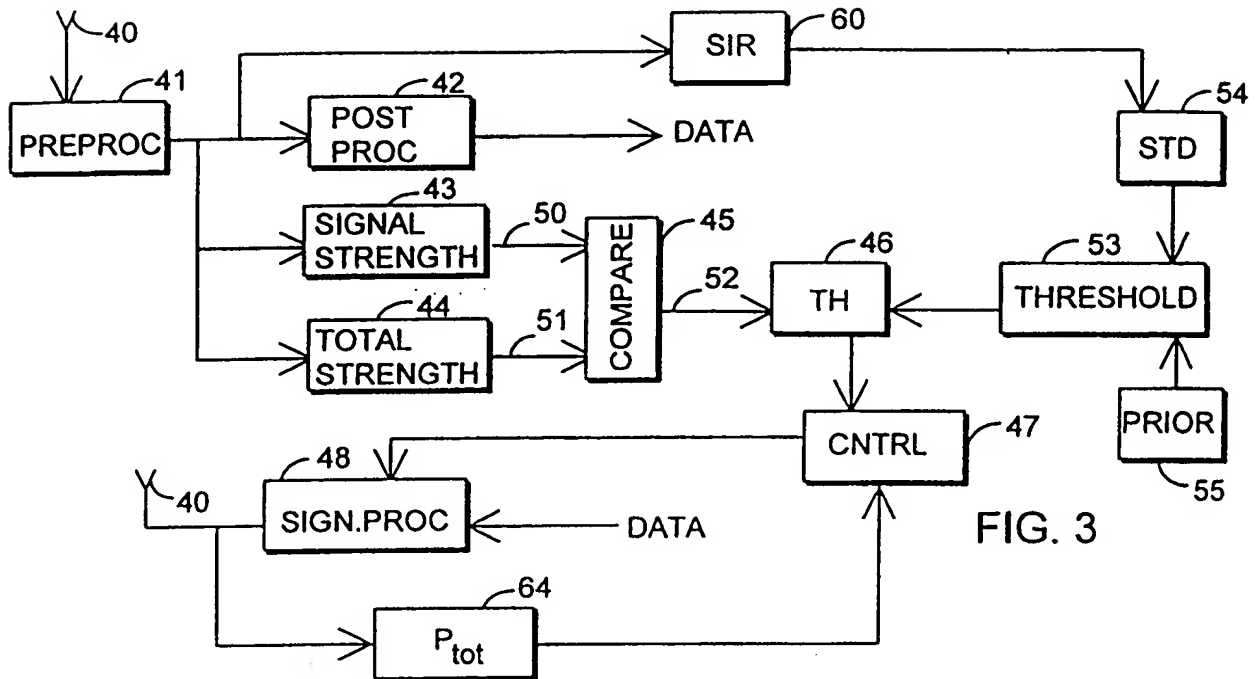 40
60
SIR
41
42
54
PREPROC
POST
PROC
DATA
STD
43
SIGNAL
STRENGTH
50
45
COMPARE
46
53
52
TH
THRESHOLD
44
TOTAL
STRENGTH
51
CNTRL
47
PRIOR
55
40
48
SIGN.PROC
DATA
FIG. 3
64
Ptot